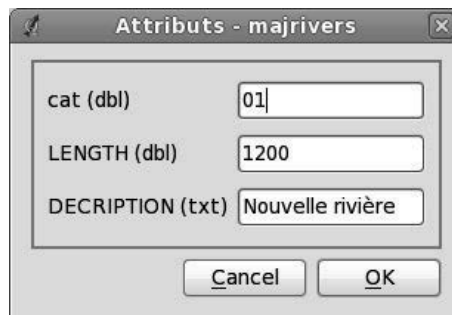 Attributs - majrivers
cat (dbl) 01
LENGTH (dbl) 1200
DECRIPTION (txt) Nouvelle rivière
Cancel OK